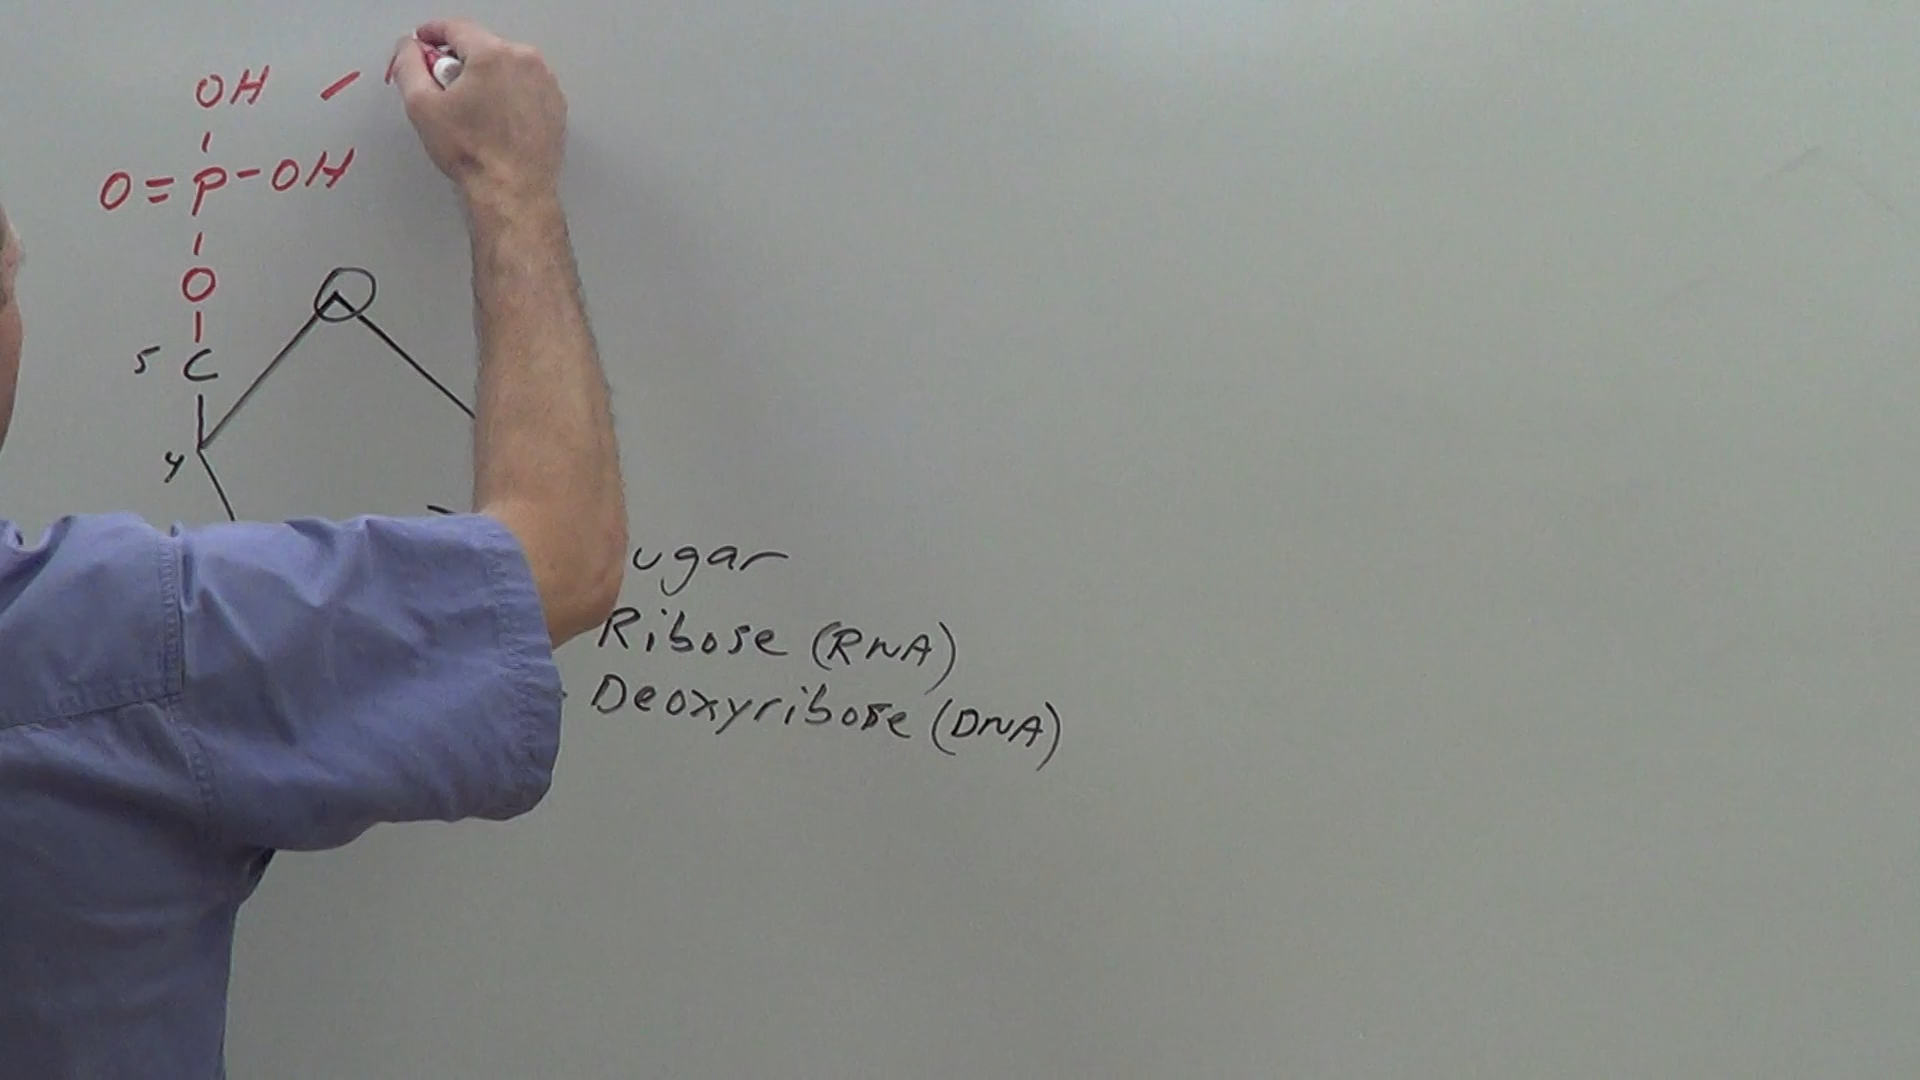 OH
O=P-OH
O
5 C
4
ugar
Ribose (RNA)
Deoxyribose (DNA)